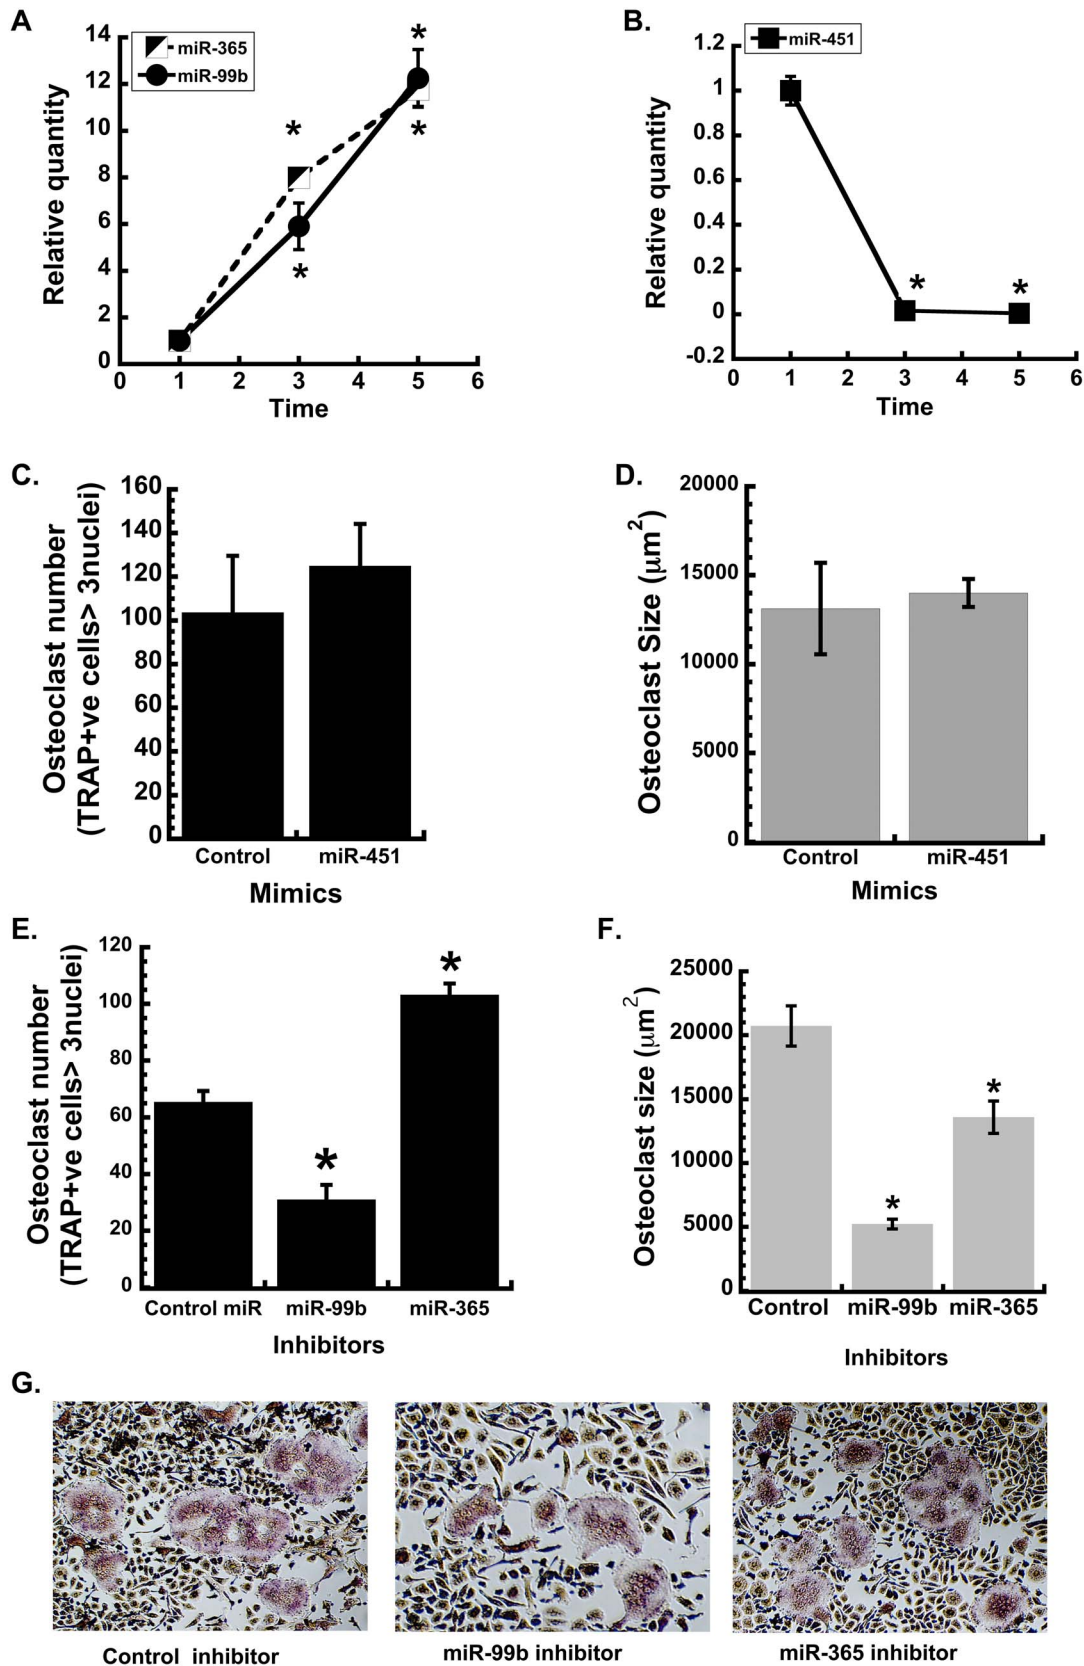 A
14
12
10
8
6
4
2
0
miR-365
miR-99b
*
*
*
*
Relative quantity
0 1 2 3 4 5 6
Time
B.
1.2
1
0.8
0.6
0.4
0.2
0
-0.2
miR-451
*
*
Relative quantity
0 1 2 3 4 5 6
Time
C.
160
140
120
100
80
60
40
20
0
Osteoclast number
(TRAP+ve cells> 3nuclei)
Control miR-451
Mimics
D.
20000
15000
10000
5000
0
Osteoclast Size (μm²)
Control miR-451
Mimics
E.
120
100
80
60
40
20
0
*
*
Osteoclast number
(TRAP+ve cells> 3nuclei)
Control miR miR-99b miR-365
Inhibitors
F.
25000
20000
15000
10000
5000
0
*
*
Osteoclast size (μm²)
Control miR-99b miR-365
Inhibitors
G.
Control inhibitor
miR-99b inhibitor
miR-365 inhibitor